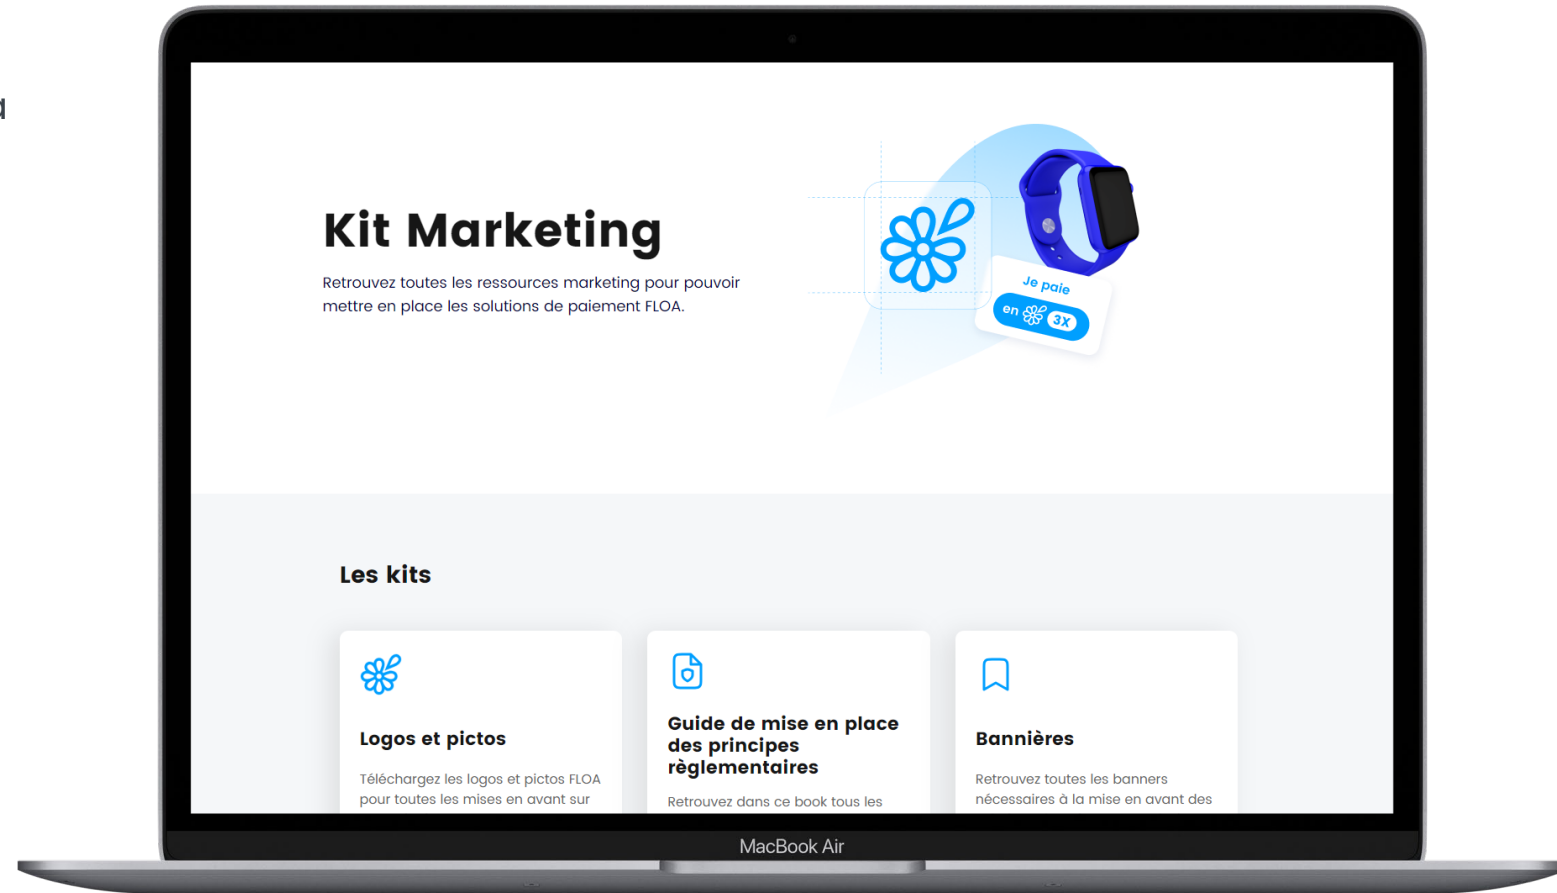 Kit Marketing
Retrouvez toutes les ressources marketing pour pouvoir
mettre en place les solutions de paiement FLOA.
Je paie
en 3X
Les kits
Logos et pictos
Téléchargez les logos et pictos FLOA
pour toutes les mises en avant sur
Guide de mise en place
des principes
règlementaires
Retrouvez dans ce book tous les
Bannières
Retrouvez toutes les banners
nécessaires à la mise en avant des
MacBook Air